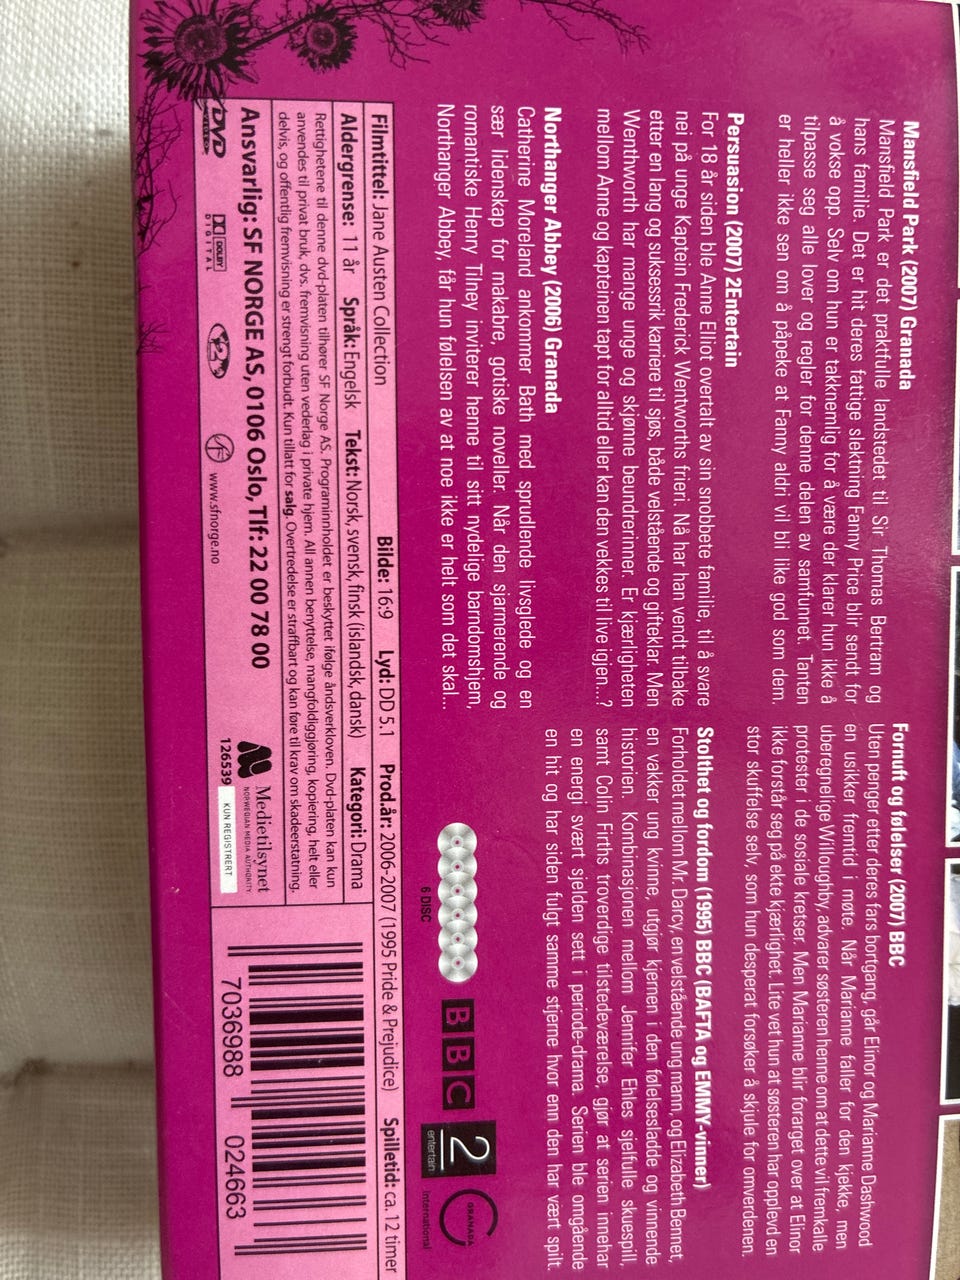 Mansfield Park (2007) Granada
Mansfield Park er det praktfulle landstedet til Sir Thomas Bertram og
hans familie. Det er hit deres fattige slektning Fanny Price blir sendt for
å vokse opp. Selv om hun er takknemlig for å være der klarer hun ikke å
tilpasse seg alle lover og regler for denne delen av samfunnet. Tanten
er heller ikke sen om å påpeke at Fanny aldri vil bli like god som dem.
Persuasion (2007) 2Entertain
For 18 år siden ble Anne Elliot overtalt av sin snobbete familie, til å svare
nei på unge Kaptein Frederick Wentworths frieri. Nå har han vendt tilbake
etter en lang og suksessrik karriere til sjøs, både velstående og gifteklar. Men
Wenthworth har mange unge og skjønne beundrerinner. Er kjærligheten
mellom Anne og kapteinen tapt for alltid eller kan den vekkes til live igjen...?
Northanger Abbey (2006) Granada
Catherine Moreland ankommer Bath med sprudlende livsglede og en
sær lidenskap for makabre, gotiske noveller. Når den sjarmerende og
romantiske Henry Tilney inviterer henne til sitt nydelige barndomshjem,
Northanger Abbey, får hun følelsen av at noe ikke er helt som det skal...
Fornuft og følelser (2007) BBC
Uten penger etter deres fars bortgang, går Elinor og Marianne Dashwood
en usikker fremtid i møte. Når Marianne faller for den kjekke, men
uberegnelige Willoughby, advarer søsteren henne om at dette vil fremkalle
protester i de sosiale kretser. Men Marianne blir forarget over at Elinor
ikke forstår seg på ekte kjærlighet. Lite vet hun at søsteren har opplevd en
stor skuffelse selv, som hun desperat forsøker å skjule for omverdenen.
Stolthet og fordom (1995) BBC (BAFTA og EMMY-vinner)
Forholdet mellom Mr. Darcy, en velstående ung mann, og Elizabeth Bennet,
en vakker ung kvinne, utgjør kjernen i den følelsesladde og vinnende
historien. Kombinasjonen mellom Jennifer Ehles sjelfulle skuespill,
samt Colin Firths troverdige tilstedeværelse, gjør at serien innehar
en energi svært sjelden sett i periode-drama. Serien ble omgående
en hit og har siden fulgt samme stjerne hvor enn den har vært spilt.
6 DISC
BBC
2
entertain
GRANADA
International
Filmtittel: Jane Austen Collection Bilde: 16:9 Lyd: DD 5.1 Prod.år: 2006-2007 (1995 Pride & Prejudice) Spilletid: ca. 12 timer
Aldergrense: 11 år Språk: Engelsk Tekst: Norsk, svensk, finsk (islandsk, dansk) Kategori: Drama
Rettighetene til denne dvd-platen tilhører SF Norge AS. Programinnholdet er beskyttet ifølge åndsverkloven. Dvd-platen kan kun
anvendes til privat bruk, dvs. fremvisning uten vederlag i private hjem. All annen benyttelse, mangfoldiggjøring, kopiering, helt eller
delvis, og offentlig fremvisning er strengt forbudt. Kun tillatt for salg. Overtredelse er straffbart og kan føre til krav om skadeerstatning.
Ansvarlig: SF NORGE AS, 0106 Oslo, Tlf: 22 00 78 00
Medietilsynet
NORWEGIAN MEDIA AUTHORITY
126539 KUN REGISTRERT
DVD
VIDEO
DOLBY
DIGITAL
2
SF
www.sfnorge.no
7036988 024663